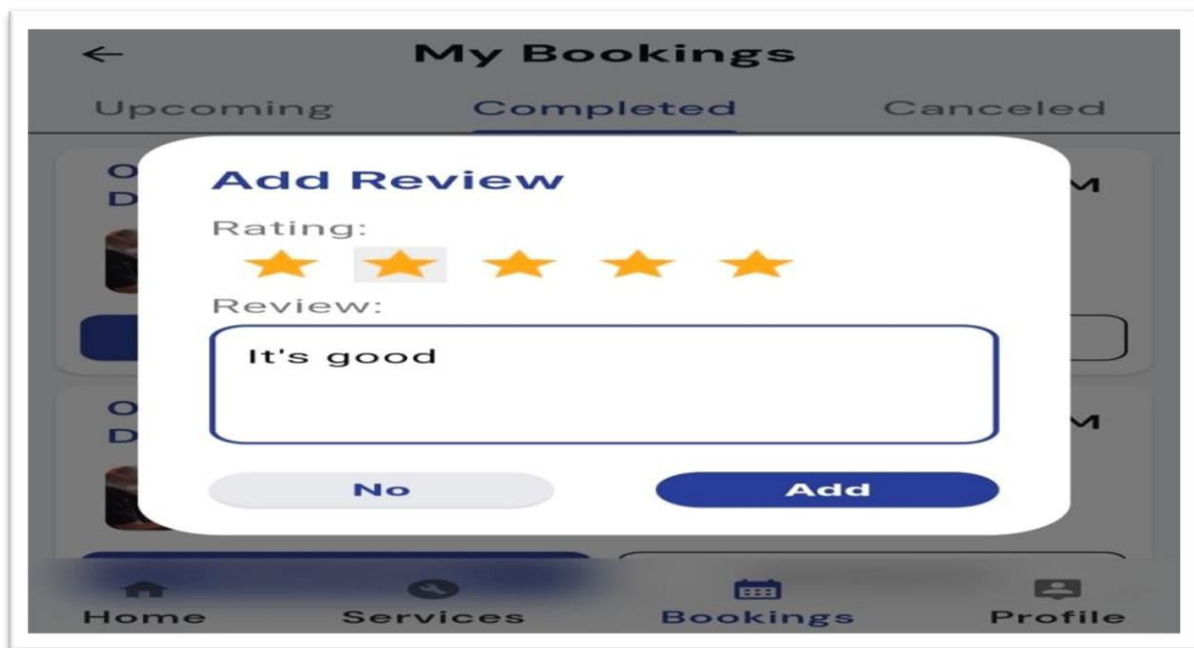 My Bookings
Upcoming Completed Canceled
Add Review
Rating:
Review:
It's good
No Add
Home Services Bookings Profile